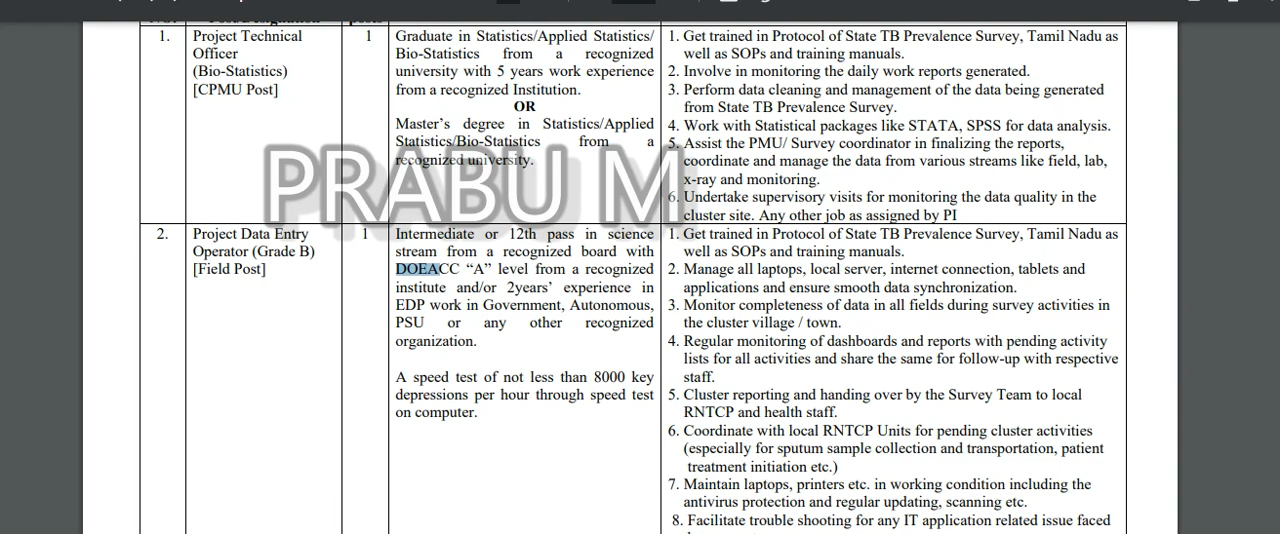 1. Project Technical
Officer
(Bio-Statistics)
[CPMU Post]
1
Graduate in Statistics/Applied Statistics/
Bio-Statistics from a recognized
university with 5 years work experience
from a recognized Institution.
OR
Master's degree in Statistics/Applied
Statistics/Bio-Statistics from a
recognized university.
1. Get trained in Protocol of State TB Prevalence Survey, Tamil Nadu as
well as SOPs and training manuals.
2. Involve in monitoring the daily work reports generated.
3. Perform data cleaning and management of the data being generated
from State TB Prevalence Survey.
4. Work with Statistical packages like STATA, SPSS for data analysis.
5. Assist the PMU/ Survey coordinator in finalizing the reports,
coordinate and manage the data from various streams like field, lab,
x-ray and monitoring.
6. Undertake supervisory visits for monitoring the data quality in the
cluster site. Any other job as assigned by PI
PRABU M
2. Project Data Entry
Operator (Grade B)
[Field Post]
1
Intermediate or 12th pass in science
stream from a recognized board with
DOEACC “A” level from a recognized
institute and/or 2years’ experience in
EDP work in Government, Autonomous,
PSU or any other recognized
organization.
A speed test of not less than 8000 key
depressions per hour through speed test
on computer.
1. Get trained in Protocol of State TB Prevalence Survey, Tamil Nadu as
well as SOPs and training manuals.
2. Manage all laptops, local server, internet connection, tablets and
applications and ensure smooth data synchronization.
3. Monitor completeness of data in all fields during survey activities in
the cluster village / town.
4. Regular monitoring of dashboards and reports with pending activity
lists for all activities and share the same for follow-up with respective
staff.
5. Cluster reporting and handing over by the Survey Team to local
RNTCP and health staff.
6. Coordinate with local RNTCP Units for pending cluster activities
(especially for sputum sample collection and transportation, patient
treatment initiation etc.)
7. Maintain laptops, printers etc. in working condition including the
antivirus protection and regular updating, scanning etc.
8. Facilitate trouble shooting for any IT application related issue faced